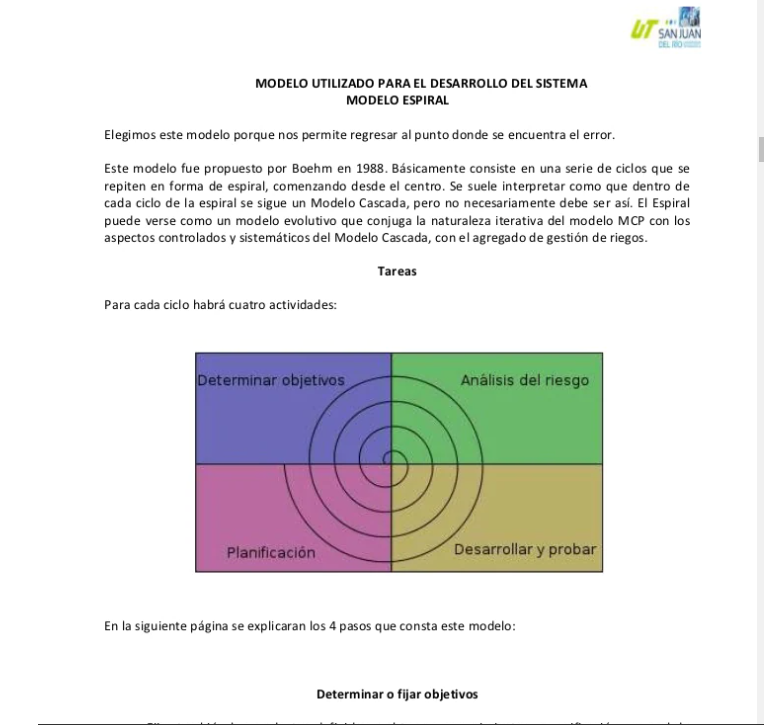 UT SAN JUAN
DEL RÍO
MODELO UTILIZADO PARA EL DESARROLLO DEL SISTEMA
MODELO ESPIRAL
Elegimos este modelo porque nos permite regresar al punto donde se encuentra el error.
Este modelo fue propuesto por Boehm en 1988. Básicamente consiste en una serie de ciclos que se
repiten en forma de espiral, comenzando desde el centro. Se suele interpretar como que dentro de
cada ciclo de la espiral se sigue un Modelo Cascada, pero no necesariamente debe ser así. El Espiral
puede verse como un modelo evolutivo que conjuga la naturaleza iterativa del modelo MCP con los
aspectos controlados y sistemáticos del Modelo Cascada, con el agregado de gestión de riegos.
Tareas
Para cada ciclo habrá cuatro actividades:
Determinar objetivos
Análisis del riesgo
Planificación
Desarrollar y probar
En la siguiente página se explicaran los 4 pasos que consta este modelo:
Determinar o fijar objetivos